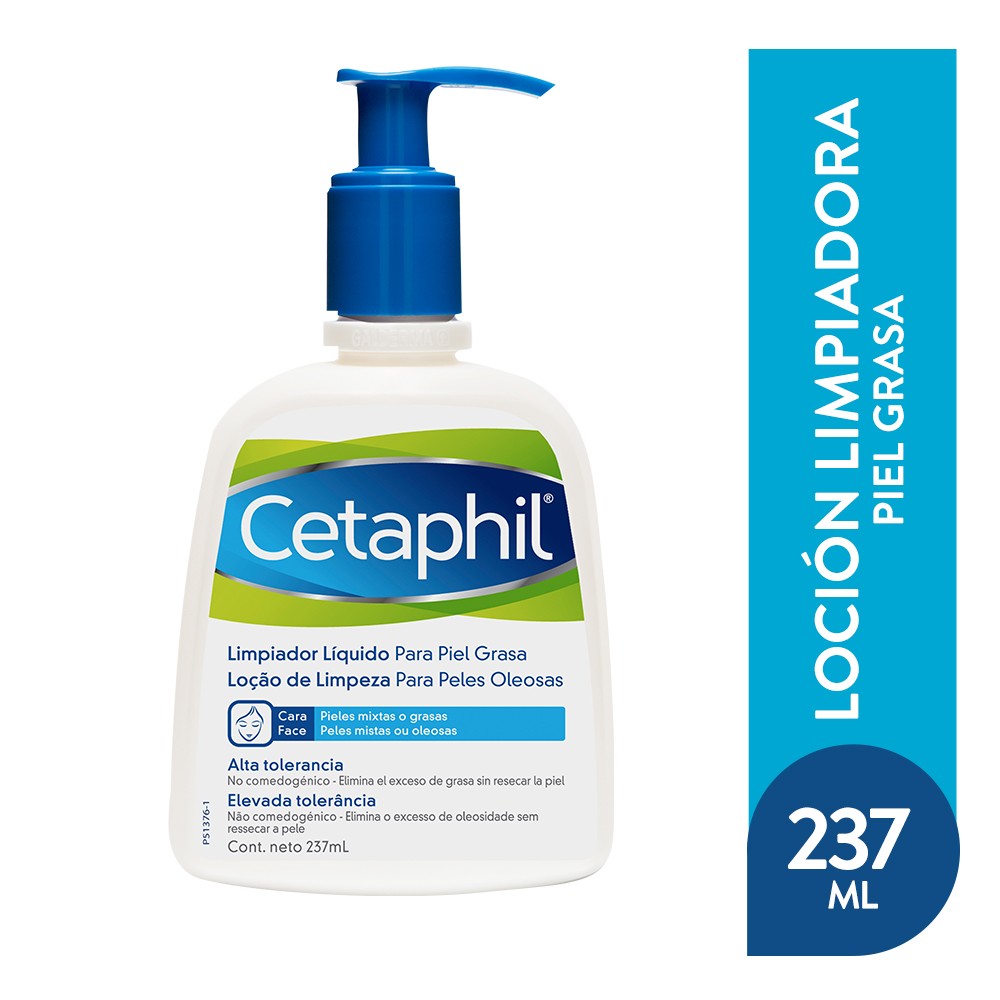 Cetaphil®
Limpiador Líquido Para Piel Grasa
Loção de Limpeza Para Peles Oleosas
Cara
Face
Pieles mixtas o grasas
Peles mistas ou oleosas
Alta tolerancia
No comedogénico - Elimina el exceso de grasa sin resecar la piel
Elevada tolerância
Não comedogénico - Elimina o excesso de oleosidade sem
ressecar a pele
Cont. neto 237mL
P51376-1
LOCIÓN LIMPIADORA
PIEL GRASA
237
ML